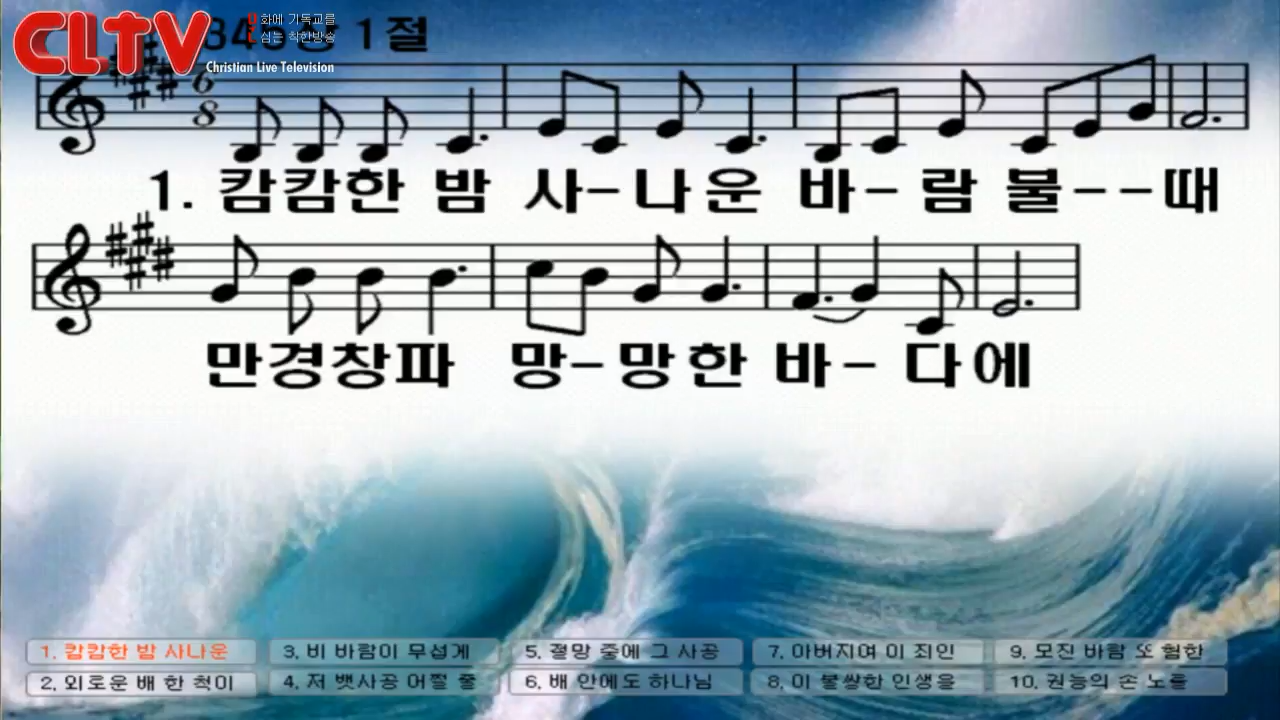 CLTV
화에 기독교를
심는 착한방송
1절
Christian Live Television
6
8
1. 캄캄한 밤 사-나운 바-람 불--때
만경창파 망-망한 바-다에
1. 캄캄한 밤 사나운
3. 비 바람이 무섭게
5. 절망 중에 그 사공
7. 아버지여 이 죄인
9. 모진 바람 또 험한
2. 외로운 배 한 척이
4. 저 뱃사공 어쩔 줄
6. 배 안에도 하나님
8. 이 불쌍한 인생을
10. 권능의 손 노를